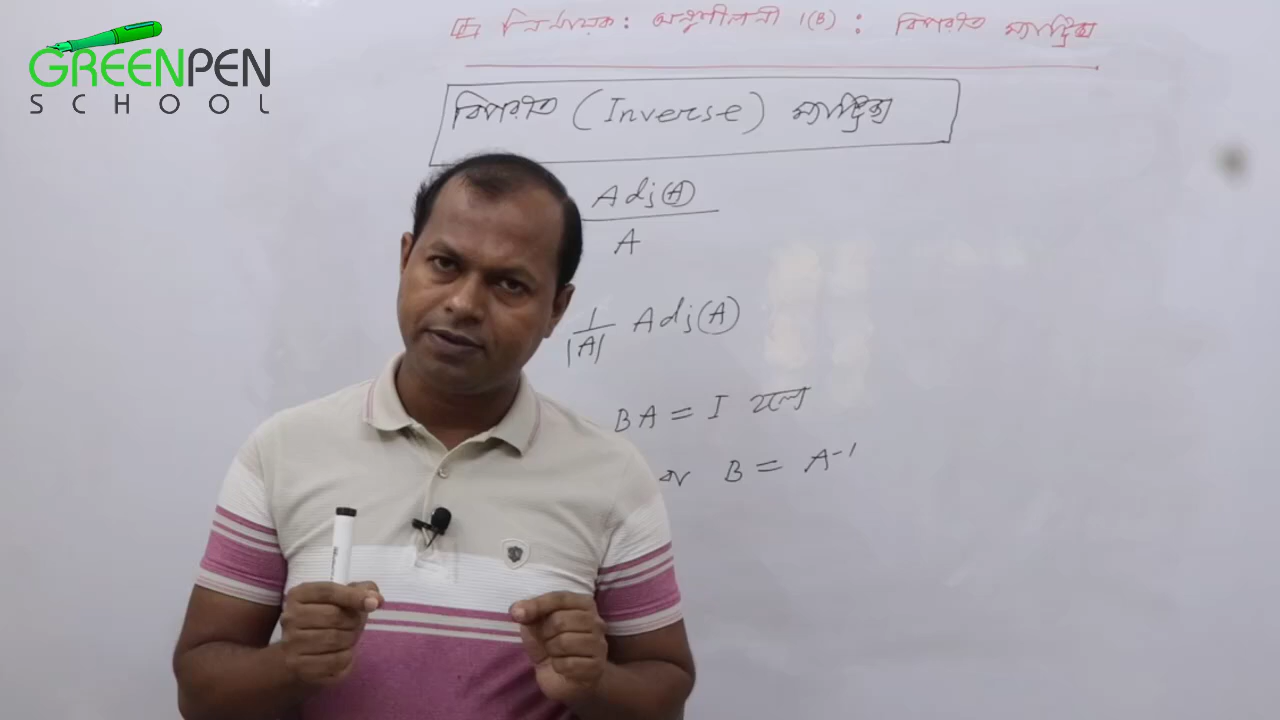 GREENPEN
SCHOOL
নির্ণায়ক: অনুশীলনী 1(B) : বিপরীত ম্যাট্রিক্স
বিপরীত (Inverse) ম্যাট্রিক্স
Adj(A)
A
1
|A| Adj(A)
BA = I হলে
বা B = A⁻¹